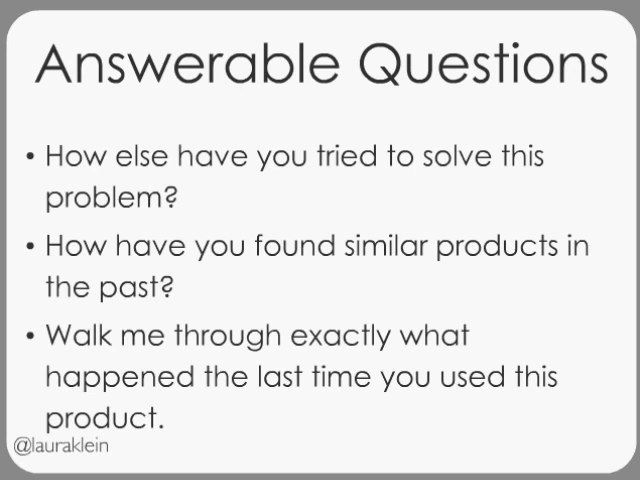 Answerable Questions
• How else have you tried to solve this
problem?
• How have you found similar products in
the past?
• Walk me through exactly what
happened the last time you used this
product.
@lauraklein